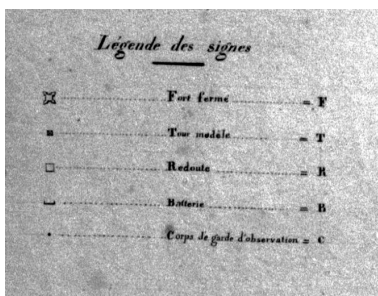 Légende des signes
Fort fermé = F
Tour modèle = T
Redoute = R
Batterie = B
Corps de garde d'observation = C